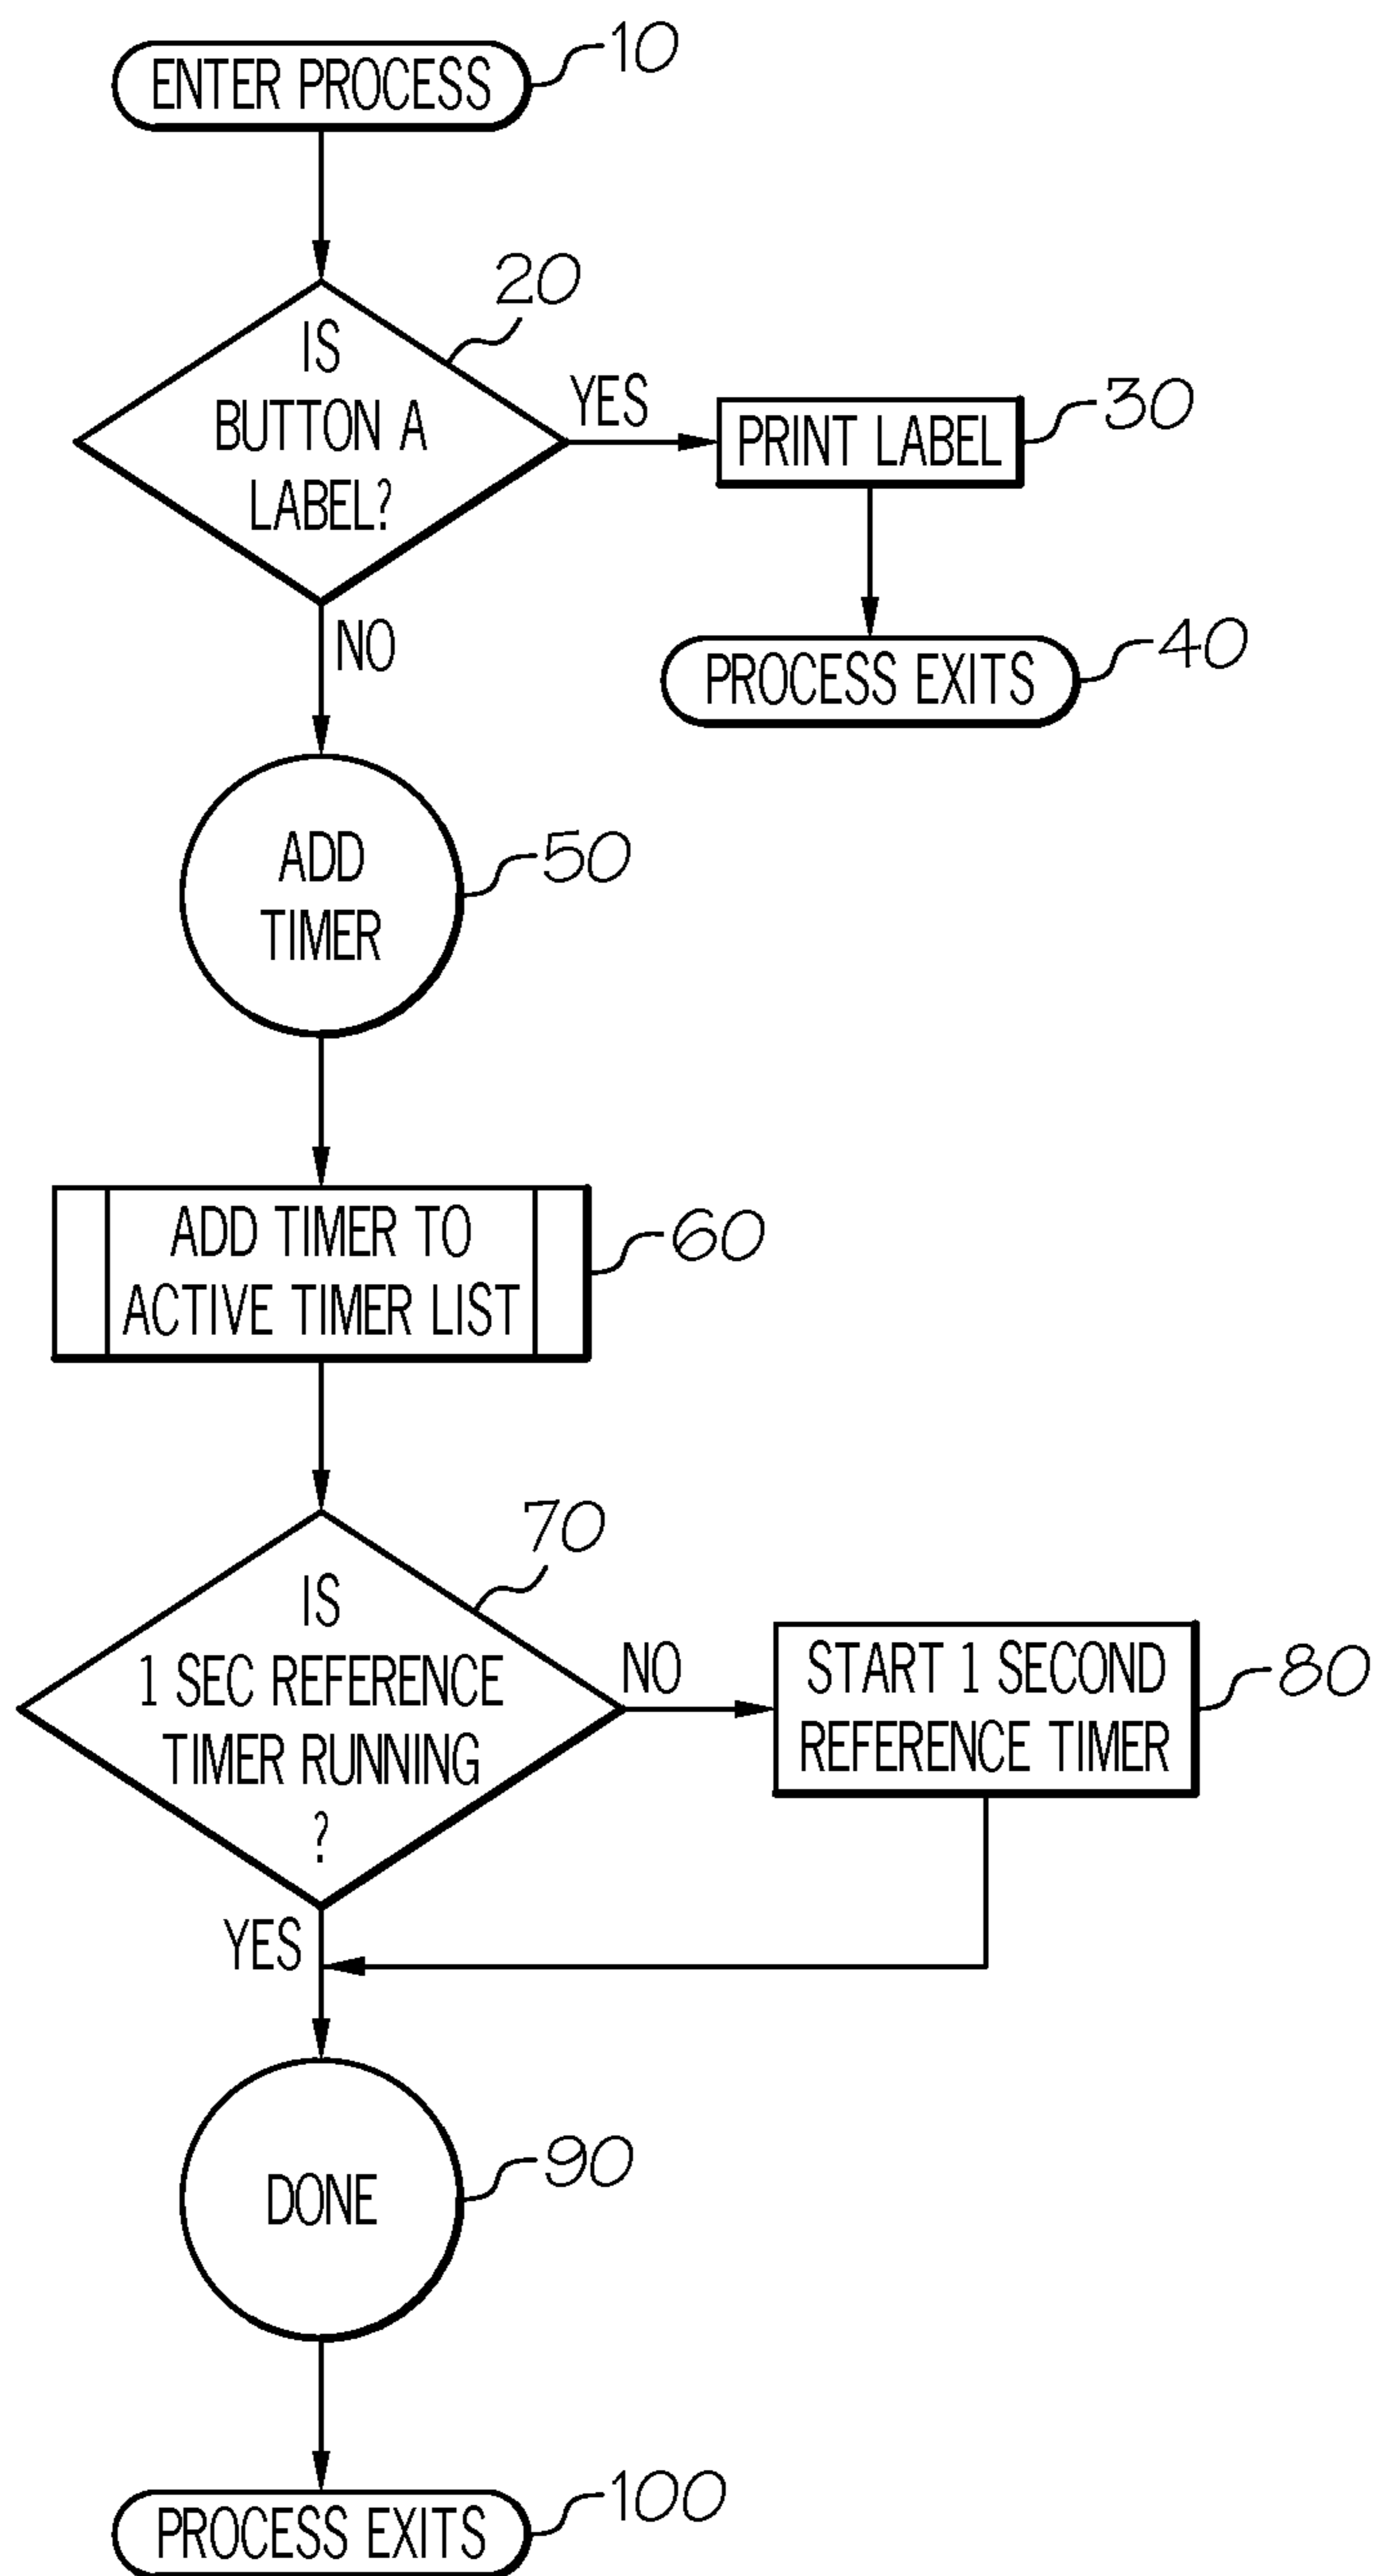 ENTER PROCESS
10
20
IS
BUTTON A
LABEL?
YES
PRINT LABEL
30
NO
PROCESS EXITS
40
ADD
TIMER
50
ADD TIMER TO
ACTIVE TIMER LIST
60
70
IS
1 SEC REFERENCE
TIMER RUNNING
?
NO
START 1 SECOND
REFERENCE TIMER
80
YES
DONE
90
PROCESS EXITS
100